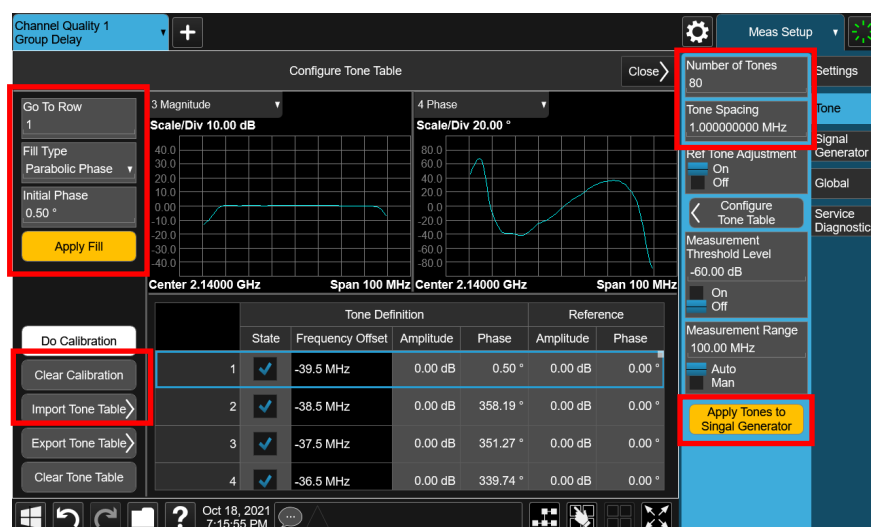 Channel Quality 1
Group Delay
Meas Setup
Configure Tone Table
Close
Go To Row
1
Fill Type
Parabolic Phase
Initial Phase
0.50 °
Apply Fill
Do Calibration
Clear Calibration
Import Tone Table
Export Tone Table
Clear Tone Table
3 Magnitude
Scale/Div 10.00 dB
40.0
30.0
20.0
10.0
0.00
-10.0
-20.0
-30.0
-40.0
Center 2.14000 GHz
Span 100 MHz
4 Phase
Scale/Div 20.00 °
80.0
60.0
40.0
20.0
0.00
-20.0
-40.0
-60.0
-80.0
Center 2.14000 GHz
Span 100 MHz
Tone Definition Reference
State Frequency Offset Amplitude Phase Amplitude Phase
1 -39.5 MHz 0.00 dB 0.50 ° 0.00 dB 0.00 °
2 -38.5 MHz 0.00 dB 358.19 ° 0.00 dB 0.00 °
3 -37.5 MHz 0.00 dB 351.27 ° 0.00 dB 0.00 °
4 -36.5 MHz 0.00 dB 339.74 ° 0.00 dB 0.00 °
Number of Tones
80
Tone Spacing
1.000000000 MHz
Ref Tone Adjustment
On
Off
Configure
Tone Table
Measurement
Threshold Level
-60.00 dB
On
Off
Measurement Range
100.00 MHz
Auto
Man
Apply Tones to
Singal Generator
Settings
Tone
Signal
Generator
Global
Service
Diagnostic
?
Oct 18, 2021
7:15:55 PM